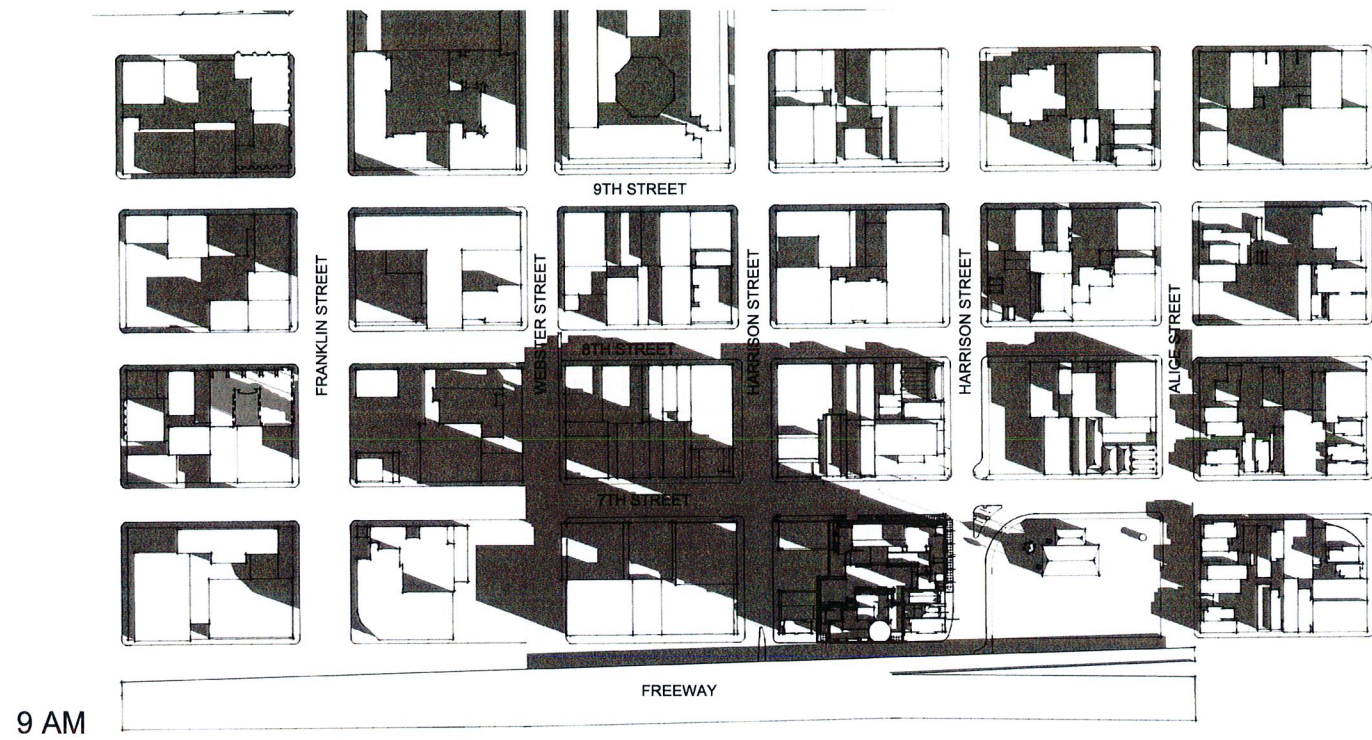 9TH STREET
FRANKLIN STREET
WEBSTER STREET
HARRISON STREET
HARRISON STREET
ALICE STREET
8TH STREET
7TH STREET
FREEWAY
9 AM